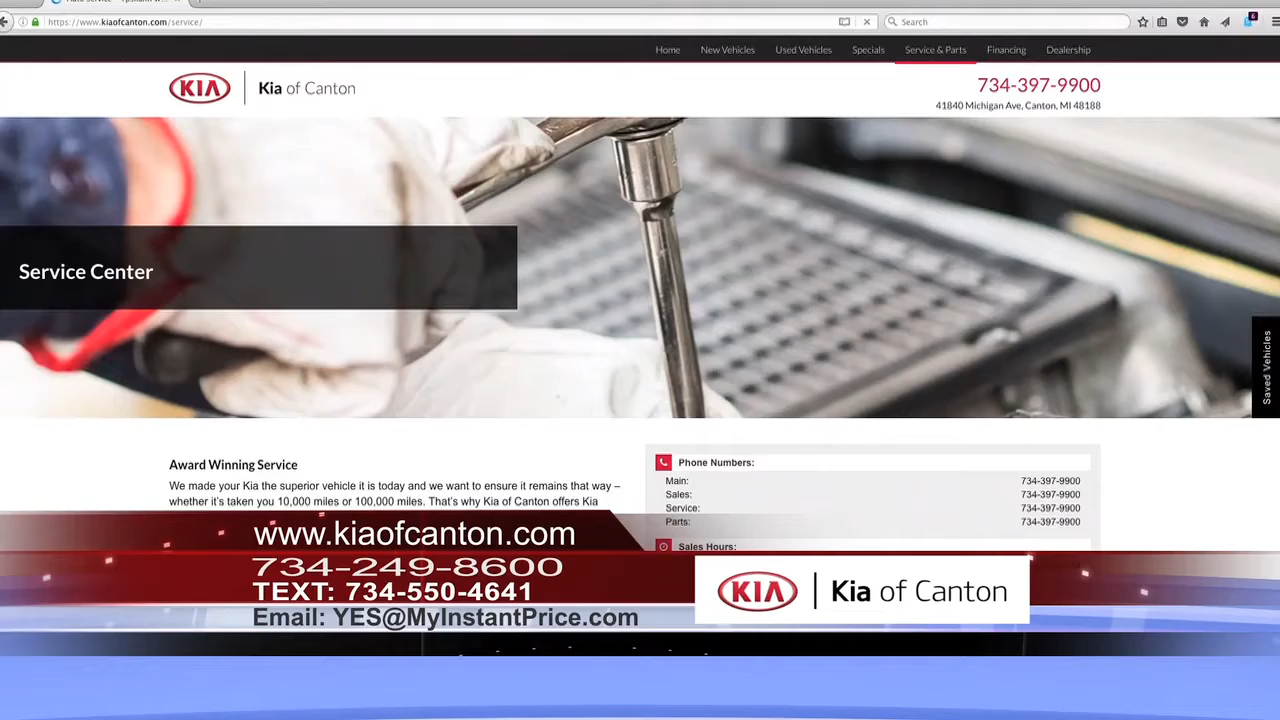 https://www.kiaofcanton.com/service/
Search
6
Home New Vehicles Used Vehicles Specials Service & Parts Financing Dealership
KIA Kia of Canton
734-397-9900
41840 Michigan Ave, Canton, MI 48188
Service Center
Saved Vehicles
Award Winning Service
We made your Kia the superior vehicle it is today and we want to ensure it remains that way –
whether it's taken you 10,000 miles or 100,000 miles. That's why Kia of Canton offers Kia
Phone Numbers:
Main: 734-397-9900
Sales: 734-397-9900
Service: 734-397-9900
Parts: 734-397-9900
Sales Hours:
www.kiaofcanton.com
734-249-8600
TEXT: 734-550-4641
Email: YES@MyInstantPrice.com
KIA Kia of Canton